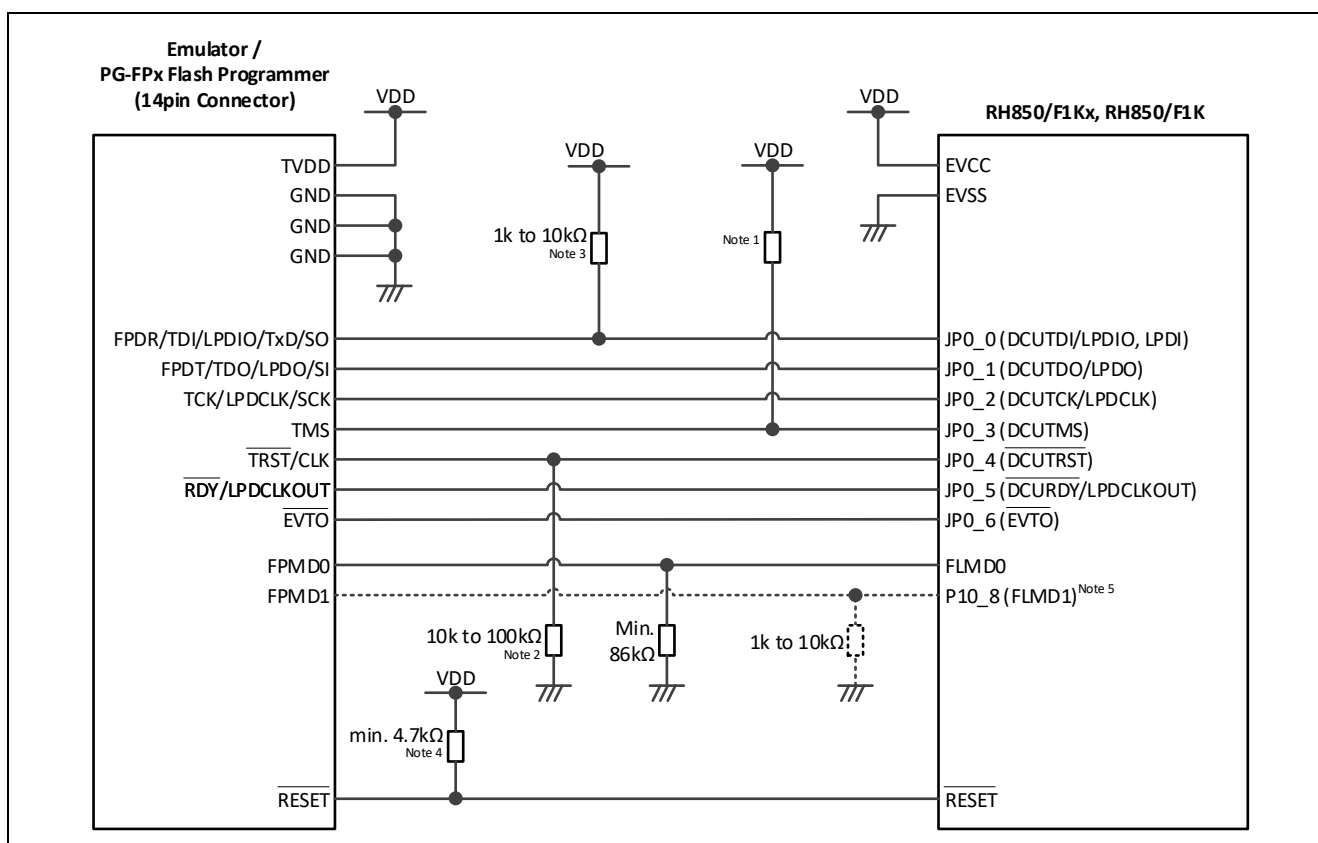 Emulator /
PG-FPx Flash Programmer
(14pin Connector)
VDD
VDD
RH850/F1Kx, RH850/F1K
VDD
VDD
TVDD
EVCC
GND
EVSS
GND
1k to 10kΩ
Note 3
Note 1
GND
FPDR/TDI/LPDIO/TxD/SO
JP0_0 (DCUTDI/LPDIO, LPDI)
FPDT/TDO/LPDO/SI
JP0_1 (DCUTDO/LPDO)
TCK/LPDCLK/SCK
JP0_2 (DCUTCK/LPDCLK)
TMS
JP0_3 (DCUTMS)
TRST/CLK
JP0_4 (DCUTRST)
RDY/LPDCLKOUT
JP0_5 (DCURDY/LPDCLKOUT)
EVTO
JP0_6 (EVTO)
FPMD0
FLMD0
FPMD1
P10_8 (FLMD1) Note 5
10k to 100kΩ
Note 2
Min.
86kΩ
1k to 10kΩ
VDD
min. 4.7kΩ
Note 4
RESET
RESET